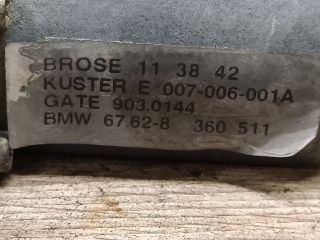 BROSE 11 38 42
KUSTER E 007-006-001A
GATE 903.0144
BMW 67.62-8 360 511